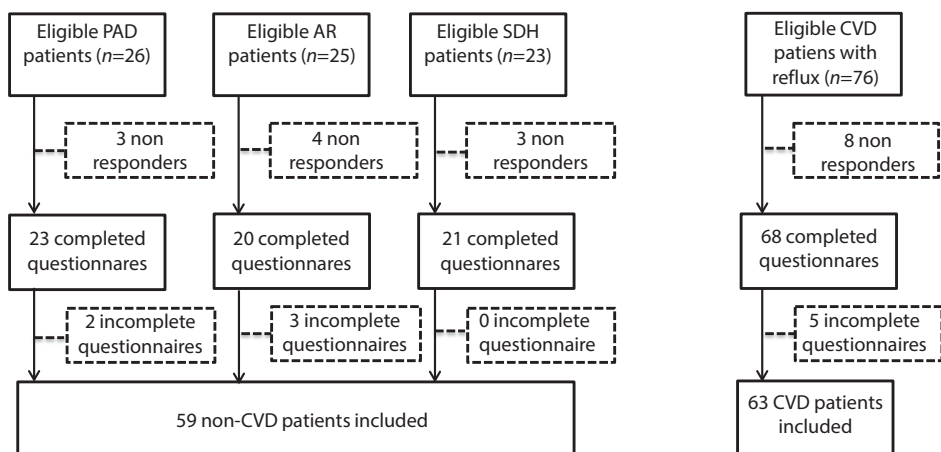 Eligible PAD
patients (n=26)
Eligible AR
patients (n=25)
Eligible SDH
patients (n=23)
Eligible CVD
patiens with
reflux (n=76)
3 non
responders
4 non
responders
3 non
responders
8 non
responders
23 completed
questionnares
20 completed
questionnares
21 completed
questionnares
68 completed
questionnares
2 incomplete
questionnaires
3 incomplete
questionnaires
0 incomplete
questionnaire
5 incomplete
questionnaires
59 non-CVD patients included
63 CVD patients
included